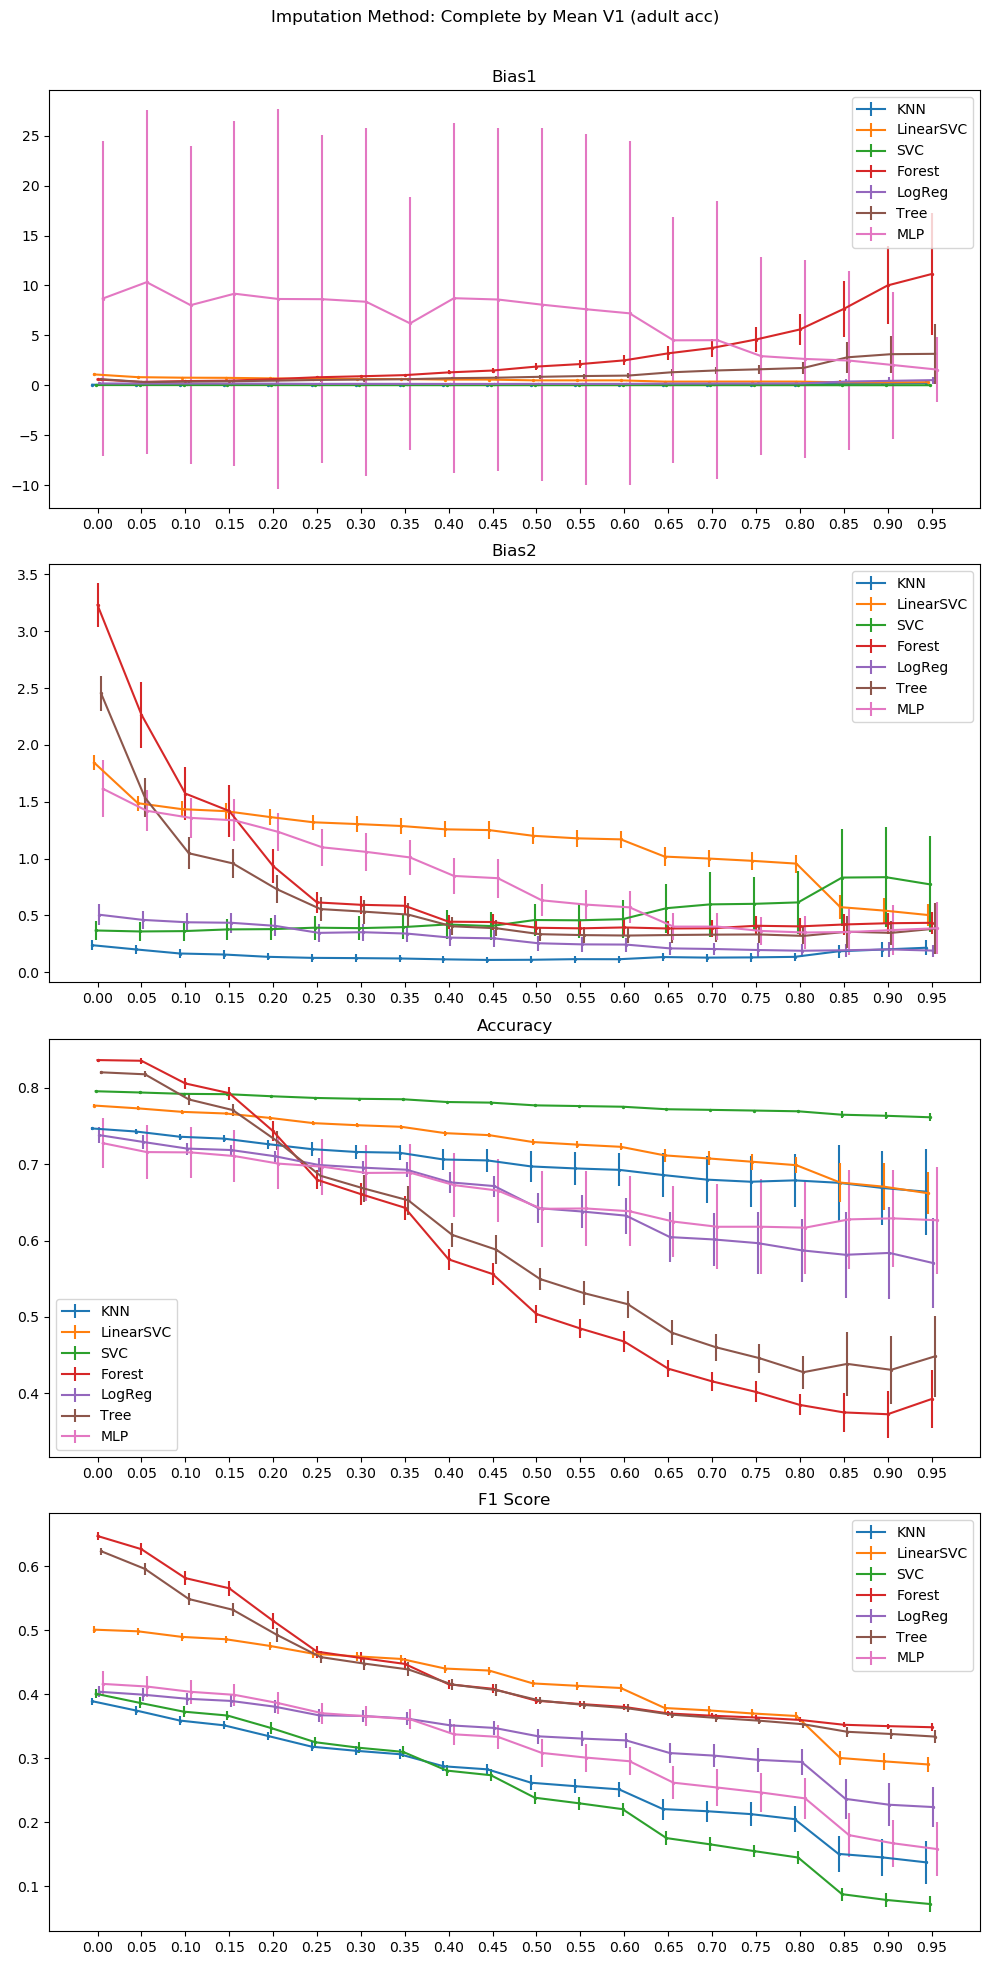 Imputation Method: Complete by Mean V1 (adult acc)
Bias1
25
20
15
10
5
0
−5
−10
KNN
LinearSVC
SVC
Forest
LogReg
Tree
MLP
0.00 0.05 0.10 0.15 0.20 0.25 0.30 0.35 0.40 0.45 0.50 0.55 0.60 0.65 0.70 0.75 0.80 0.85 0.90 0.95
Bias2
3.5
3.0
2.5
2.0
1.5
1.0
0.5
0.0
KNN
LinearSVC
SVC
Forest
LogReg
Tree
MLP
0.00 0.05 0.10 0.15 0.20 0.25 0.30 0.35 0.40 0.45 0.50 0.55 0.60 0.65 0.70 0.75 0.80 0.85 0.90 0.95
Accuracy
0.8
0.7
0.6
0.5
0.4
KNN
LinearSVC
SVC
Forest
LogReg
Tree
MLP
0.00 0.05 0.10 0.15 0.20 0.25 0.30 0.35 0.40 0.45 0.50 0.55 0.60 0.65 0.70 0.75 0.80 0.85 0.90 0.95
F1 Score
0.6
0.5
0.4
0.3
0.2
0.1
KNN
LinearSVC
SVC
Forest
LogReg
Tree
MLP
0.00 0.05 0.10 0.15 0.20 0.25 0.30 0.35 0.40 0.45 0.50 0.55 0.60 0.65 0.70 0.75 0.80 0.85 0.90 0.95